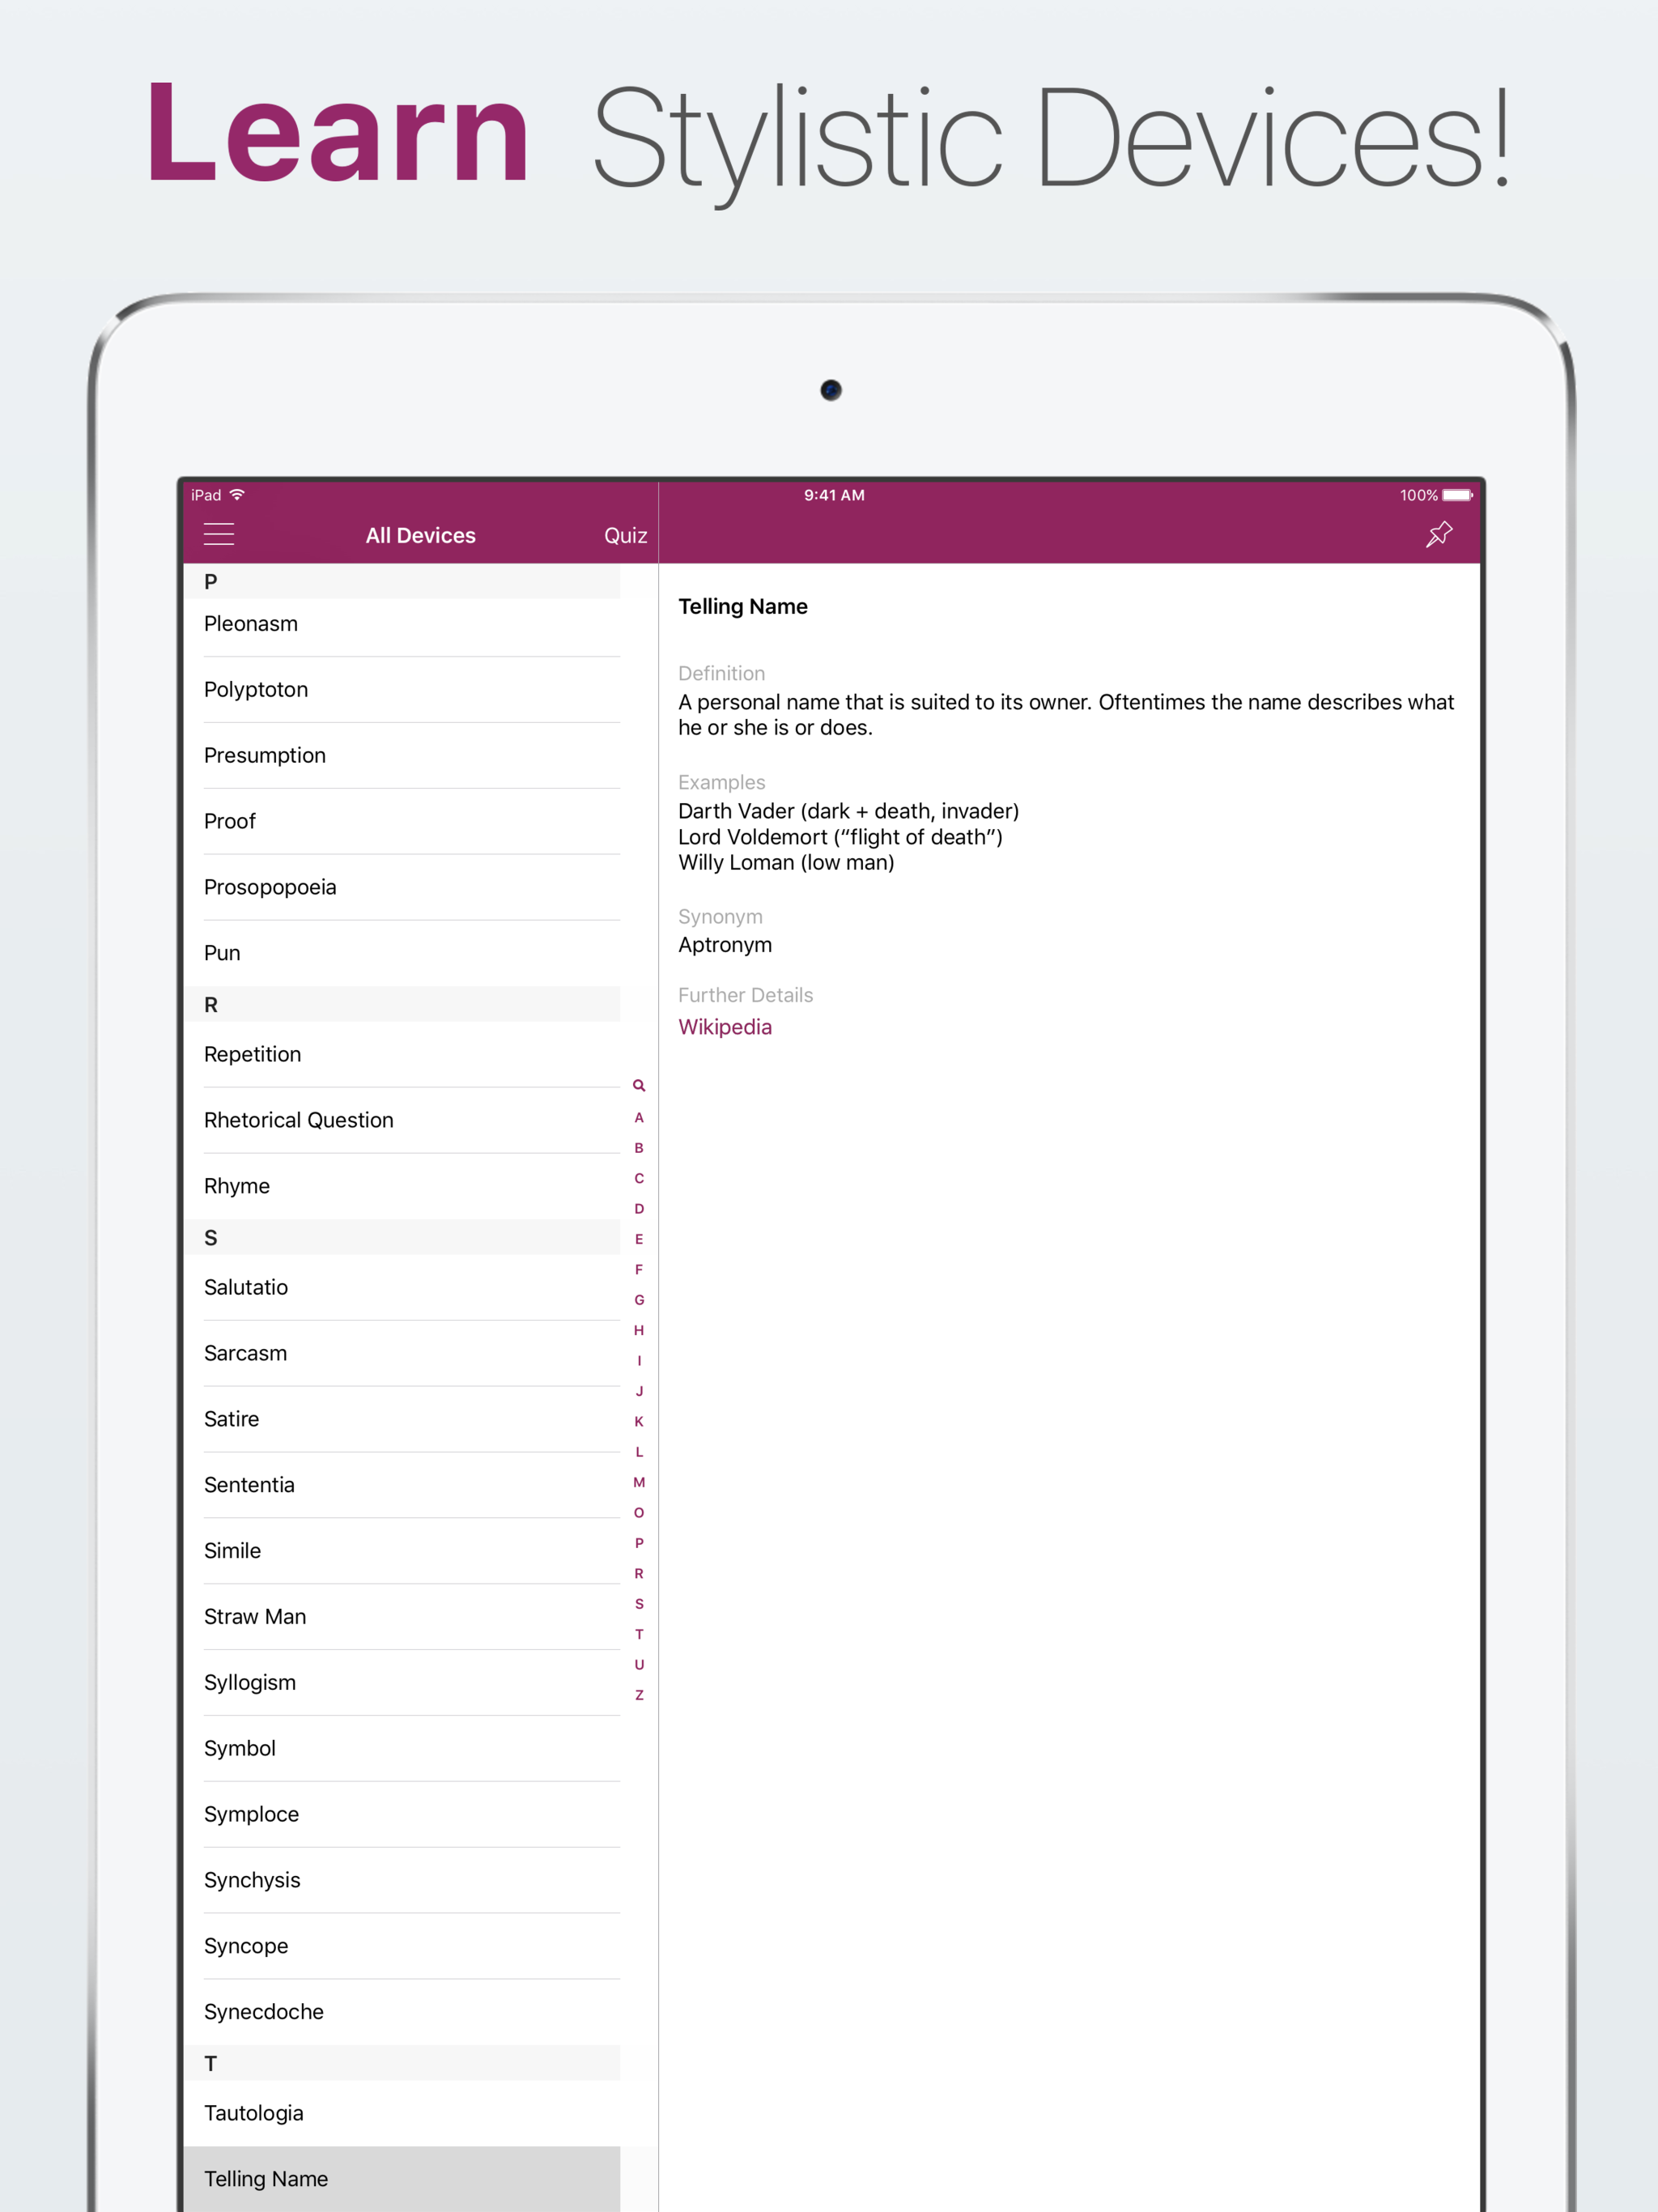 Learn Stylistic Devices!
iPad 9:41 AM 100%
All Devices Quiz
P
Pleonasm
Polyptoton
Presumption
Proof
Prosopopoeia
Pun
R
Repetition
Rhetorical Question
Rhyme
S
Salutatio
Sarcasm
Satire
Sententia
Simile
Straw Man
Syllogism
Symbol
Symploce
Synchysis
Syncope
Synecdoche
T
Tautologia
Telling Name
A
B
C
D
E
F
G
H
I
J
K
L
M
O
P
R
S
T
U
Z
Telling Name
Definition
A personal name that is suited to its owner. Oftentimes the name describes what
he or she is or does.
Examples
Darth Vader (dark + death, invader)
Lord Voldemort (“flight of death”)
Willy Loman (low man)
Synonym
Aptronym
Further Details
Wikipedia